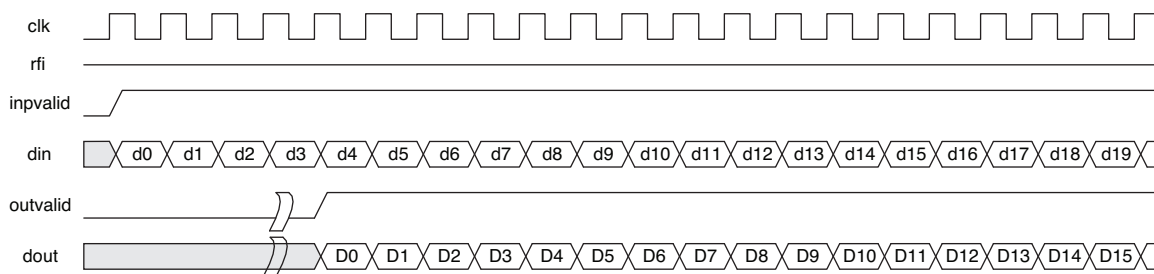 clk
rfi
inpvalid
din d0 d1 d2 d3 d4 d5 d6 d7 d8 d9 d10 d11 d12 d13 d14 d15 d16 d17 d18 d19
outvalid
dout D0 D1 D2 D3 D4 D5 D6 D7 D8 D9 D10 D11 D12 D13 D14 D15